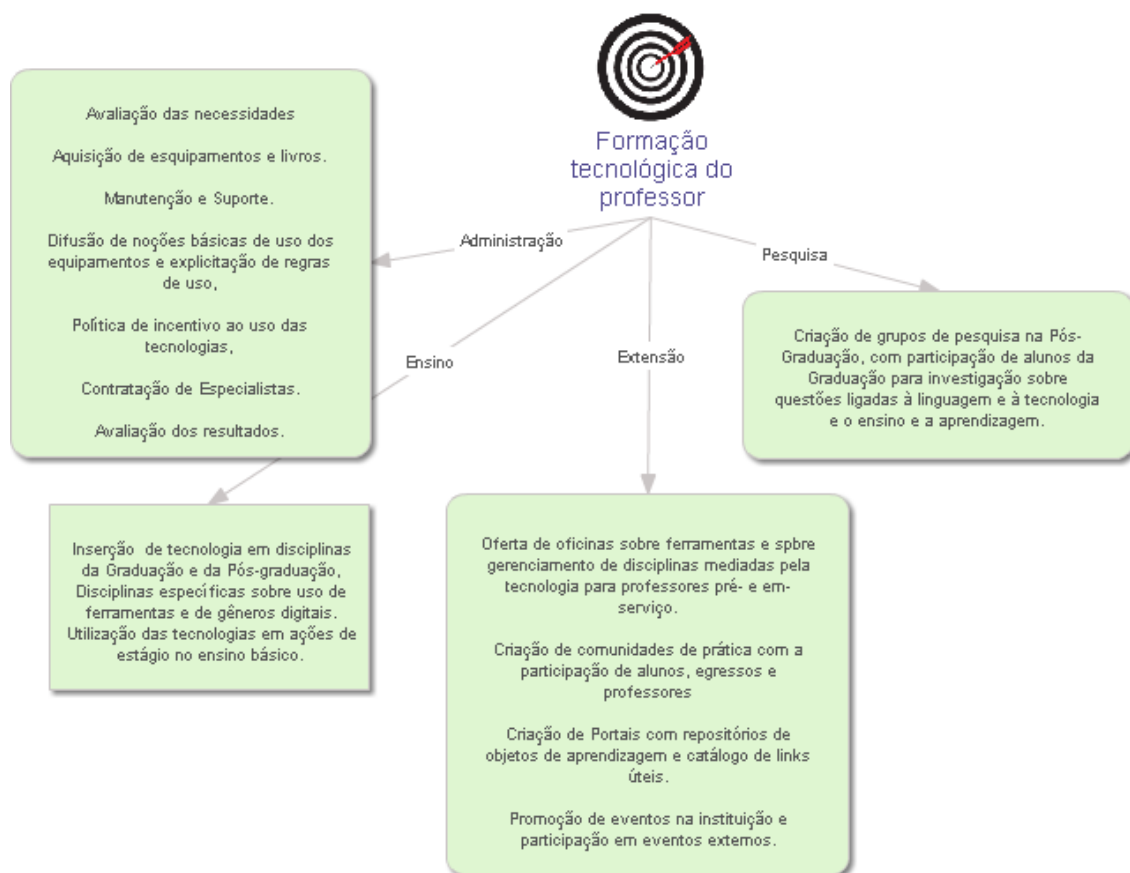 Formação
tecnológica do
professor
Administração
Ensino
Extensão
Pesquisa
Avaliação das necessidades
Aquisição de esquipamentos e livros.
Manutenção e Suporte.
Difusão de noções básicas de uso dos
equipamentos e explicitação de regras
de uso,
Política de incentivo ao uso das
tecnologias,
Contratação de Especialistas.
Avaliação dos resultados.
Inserção de tecnologia em disciplinas
da Graduação e da Pós-graduação,
Disciplinas específicas sobre uso de
ferramentas e de gêneros digitais.
Utilização das tecnologias em ações de
estágio no ensino básico.
Oferta de oficinas sobre ferramentas e spbre
gerenciamento de disciplinas mediadas pela
tecnologia para professores pré- e em-
serviço.
Criação de comunidades de prática com a
participação de alunos, egressos e
professores
Criação de Portais com repositórios de
objetos de aprendizagem e catálogo de links
úteis.
Promoção de eventos na instituição e
participação em eventos externos.
Criação de grupos de pesquisa na Pós-
Graduação, com participação de alunos da
Graduação para investigação sobre
questões ligadas à linguagem e à tecnologia
e o ensino e a aprendizagem.